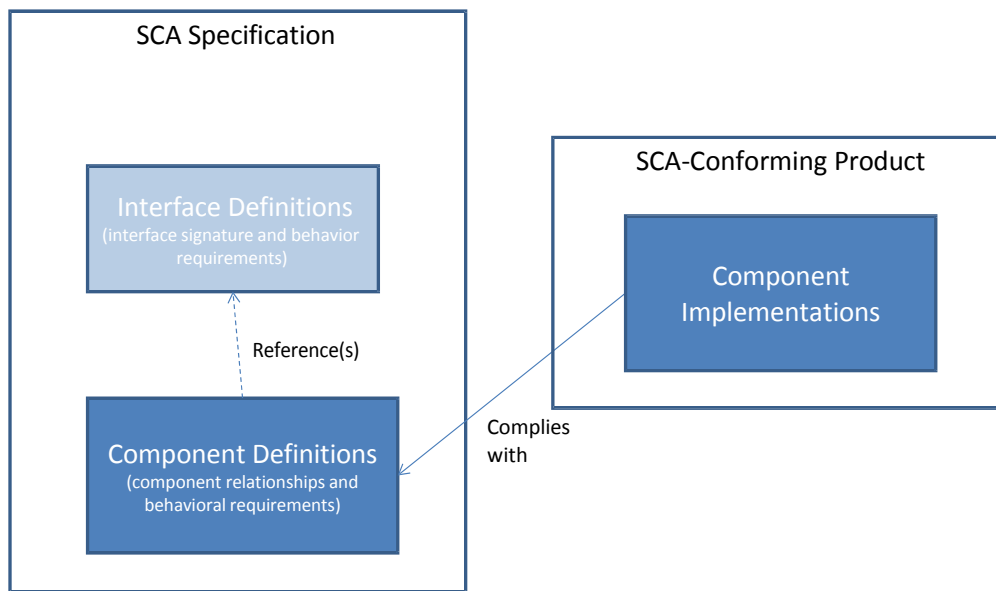 SCA Specification
Interface Definitions
(interface signature and behavior
requirements)
Reference(s)
Component Definitions
(component relationships and
behavioral requirements)
Complies
with
SCA-Conforming Product
Component
Implementations